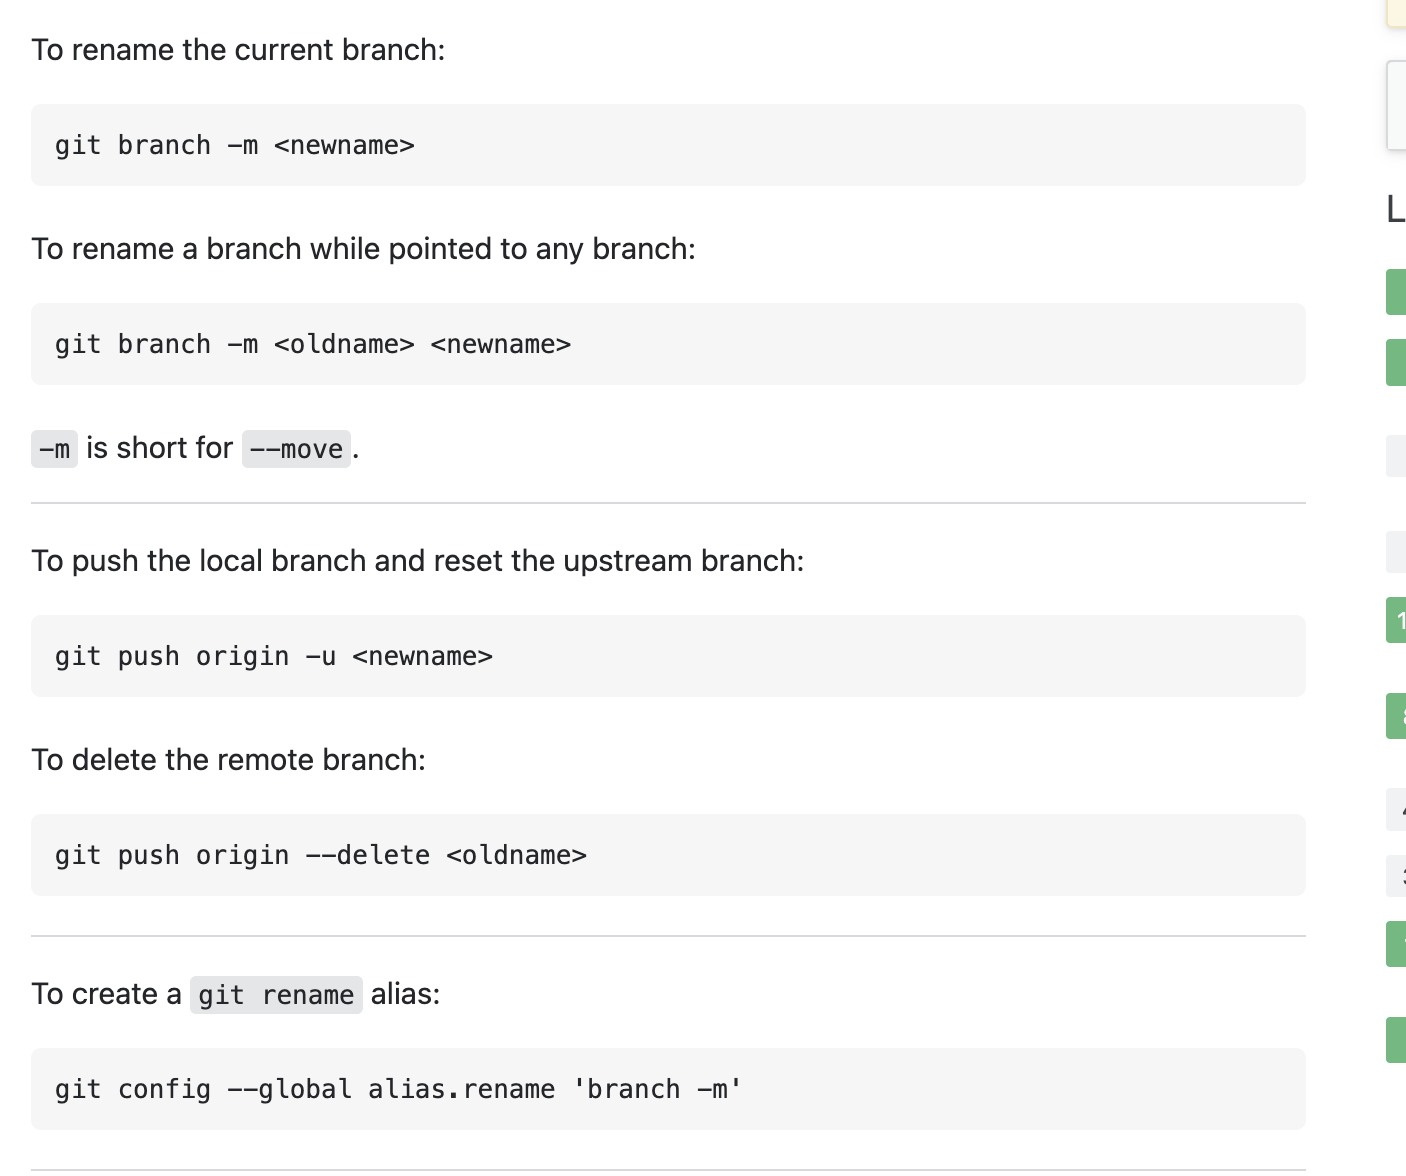 To rename the current branch:
git branch -m <newname>
To rename a branch while pointed to any branch:
git branch -m <oldname> <newname>
-m is short for --move.
To push the local branch and reset the upstream branch:
git push origin -u <newname>
To delete the remote branch:
git push origin --delete <oldname>
To create a git rename alias:
git config --global alias.rename 'branch -m'
L
1